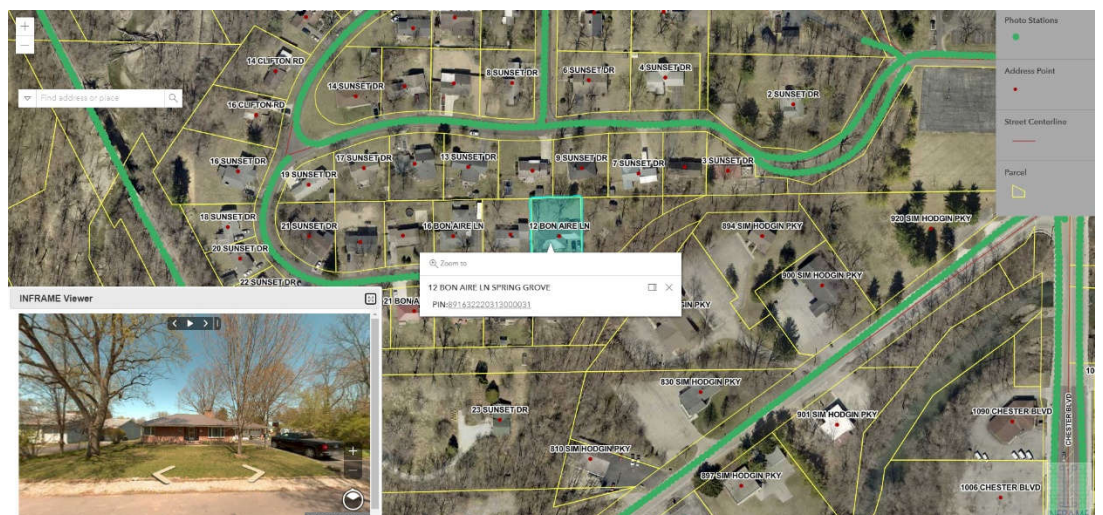 +
−
Find address or place
14 CLIFTON RD
16 CLIFTON RD
14 SUNSET DR
8 SUNSET DR
6 SUNSET DR
4 SUNSET DR
2 SUNSET DR
16 SUNSET DR
19 SUNSET DR
17 SUNSET DR
13 SUNSET DR
9 SUNSET DR
7 SUNSET DR
3 SUNSET DR
18 SUNSET DR
21 SUNSET DR
16 BON AIRE LN
12 BON AIRE LN
894 SIM HODGIN PKY
920 SIM HODGIN PKY
20 SUNSET DR
22 SUNSET DR
900 SIM HODGIN PKY
Zoom to
12 BON AIRE LN SPRING GROVE
PIN:891632220313000031
21 BON A
Photo Stations
Address Point
Street Centerline
Parcel
INFRAME Viewer
+
−
23 SUNSET DR
830 SIM HODGIN PKY
901 SIM HODGIN PKY
810 SIM HODGIN PKY
897 SIM HODGIN PKY
1090 CHESTER BLVD
1006 CHESTER BLVD
CHESTER BLVD